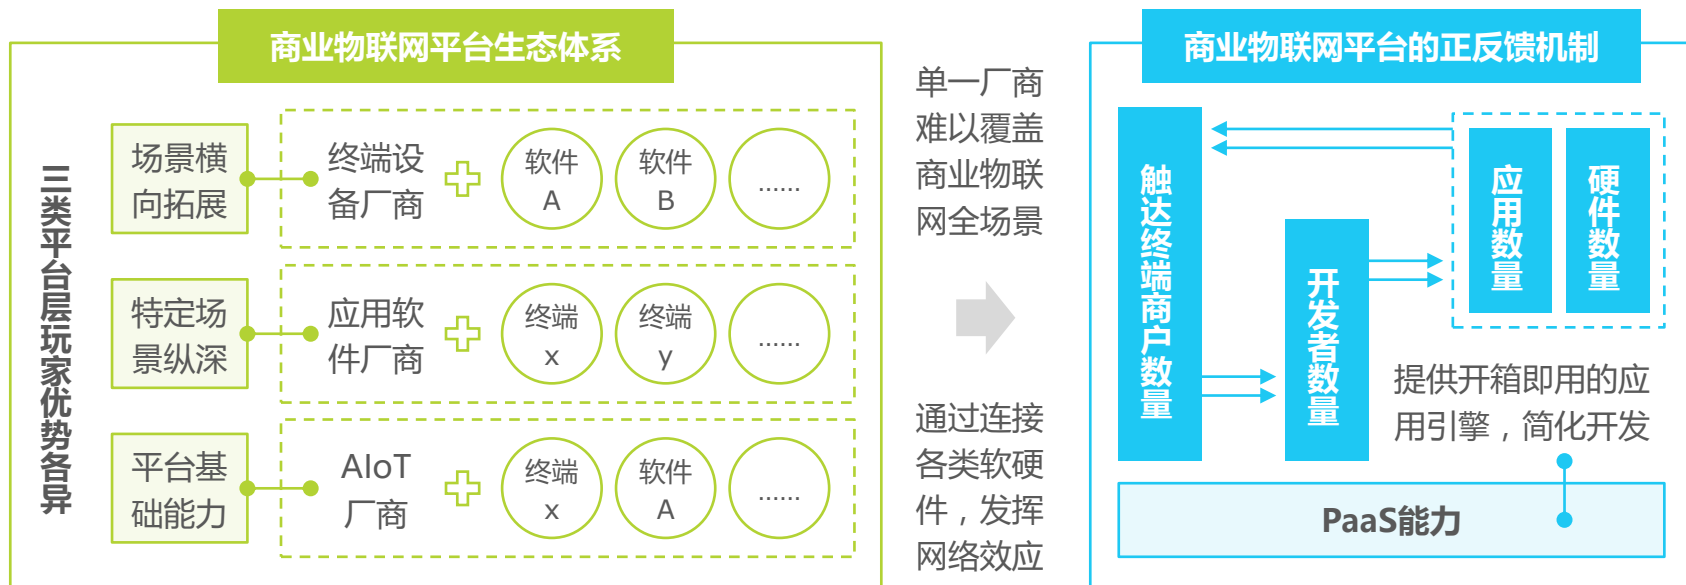 商业物联网平台生态体系
三类平台层玩家优势各异
场景横
向拓展
终端设
备厂商
软件
A
软件
B
……
特定场
景纵深
应用软
件厂商
终端
x
终端
y
……
平台基
础能力
AIoT
厂商
终端
x
软件
A
……
单一厂商
难以覆盖
商业物联
网全场景
通过连接
各类软硬
件，发挥
网络效应
商业物联网平台的正反馈机制
触达终端商户数量
开发者数量
应用数量
硬件数量
提供开箱即用的应
用引擎，简化开发
PaaS能力